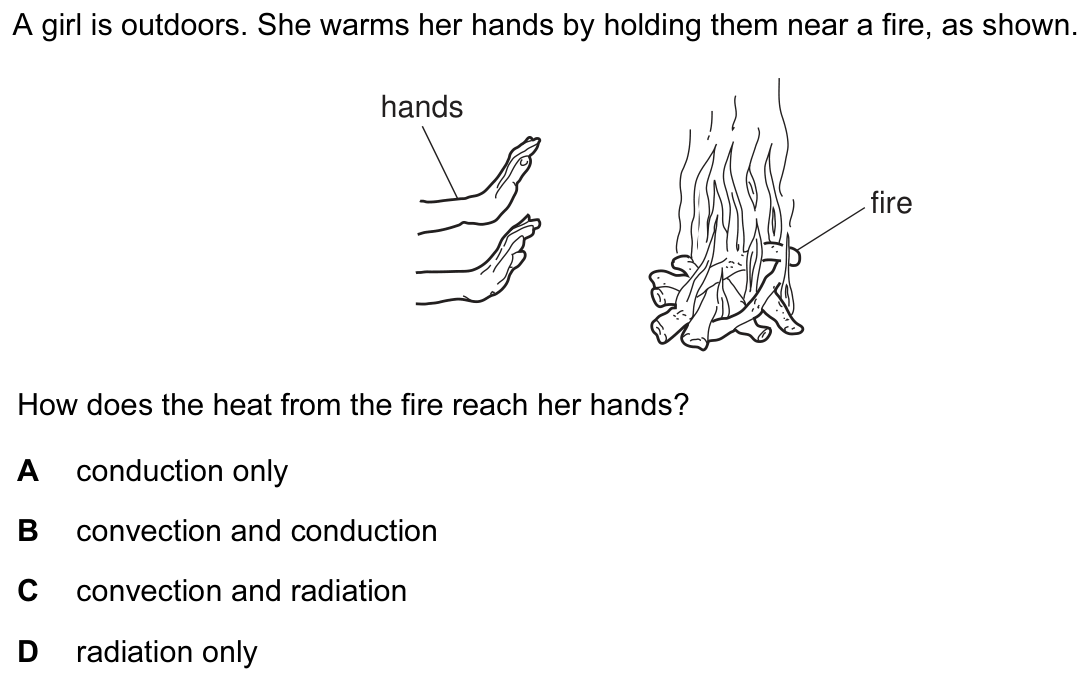 A girl is outdoors. She warms her hands by holding them near a fire, as shown.
hands
fire
How does the heat from the fire reach her hands?
A conduction only
B convection and conduction
C convection and radiation
D radiation only